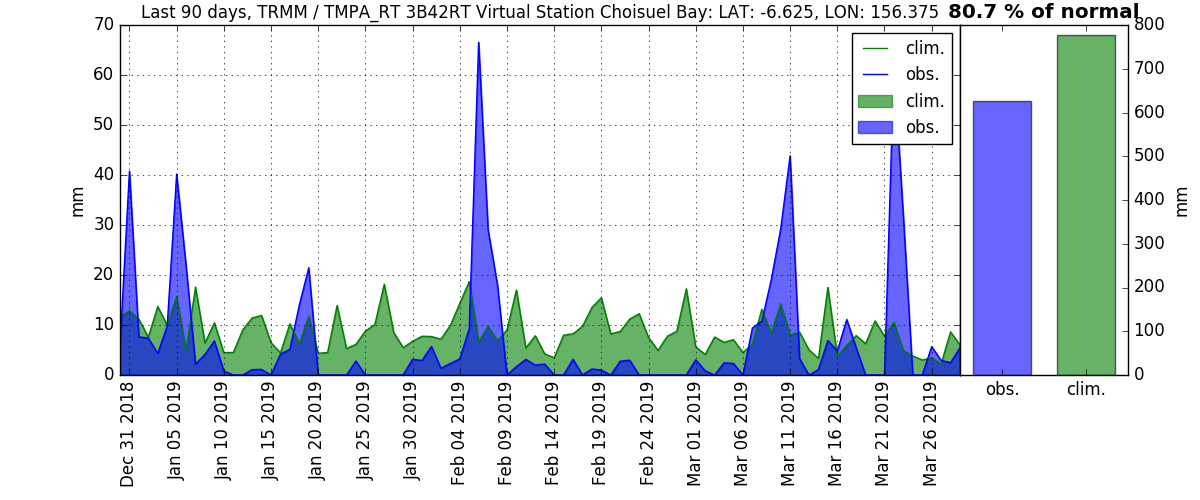 Last 90 days, TRMM / TMPA_RT 3B42RT Virtual Station Choisuel Bay: LAT: -6.625, LON: 156.375
80.7 % of normal
70
60
50
40
30
20
10
0
mm
clim.
obs.
clim.
obs.
800
700
600
500
400
300
200
100
0
mm
Dec 31 2018
Jan 05 2019
Jan 10 2019
Jan 15 2019
Jan 20 2019
Jan 25 2019
Jan 30 2019
Feb 04 2019
Feb 09 2019
Feb 14 2019
Feb 19 2019
Feb 24 2019
Mar 01 2019
Mar 06 2019
Mar 11 2019
Mar 16 2019
Mar 21 2019
Mar 26 2019
obs.
clim.